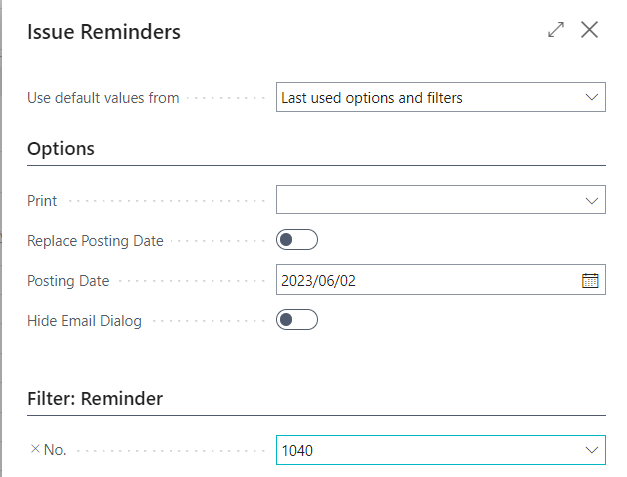 Issue Reminders
Use default values from
Last used options and filters
Options
Print
Replace Posting Date
Posting Date
2023/06/02
Hide Email Dialog
Filter: Reminder
× No.
1040